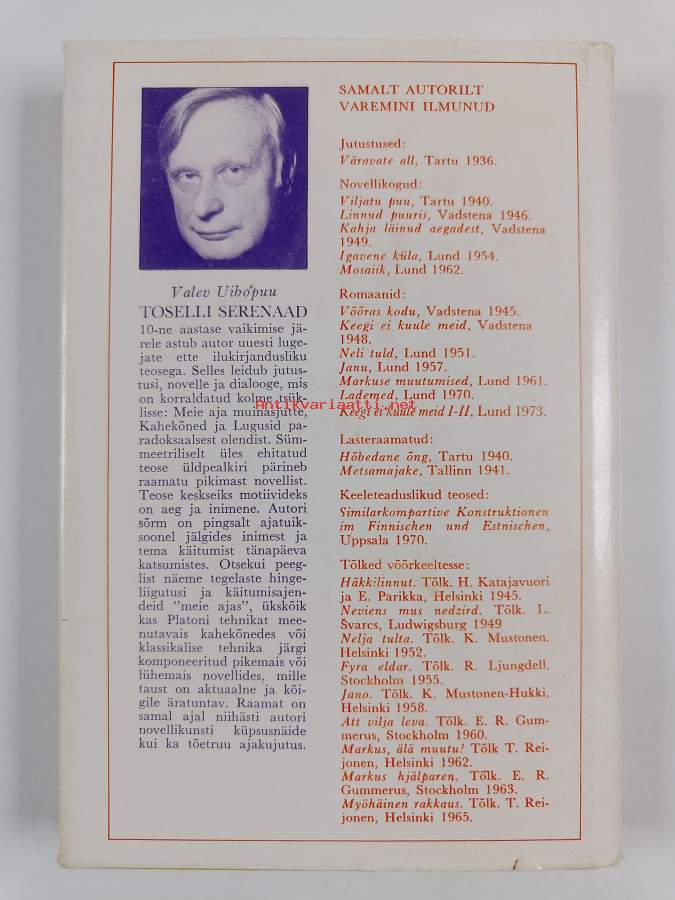 Valev Uibopuu
TOSELLI SERENAAD
10-ne aastase vaikimise jä-
rele astub autor uuesti luge-
jate ette ilukirjandusliku
teosega. Selles leidub jutus-
tusi, novelle ja dialooge, mis
on korraldatud kolme tsük-
lisse: Meie aja muinasjutte,
Kahekõned ja Lugusid pa-
radoksaalsest olendist. Süm-
meetriliselt üles ehitatud
teose üldpealkiri pärineb
raamatu pikimast novellist.
Teose keskseiks motiivideks
on aeg ja inimene. Autori
sõrm on pingsalt ajatuik-
soonel jälgides inimest ja
tema käitumist tänapäeva
katsumistes. Otsekui peeg-
list näeme tegelaste hinge-
liigutusi ja käitumisajen-
deid "meie ajas", ükskõik
kas Platoni tehnikat mee-
nutavais kahekõnedes või
klassikalise tehnika järgi
komponeeritud pikemais või
lühemais novellides, mille
taust on aktuaalne ja kõi-
gile äratuntav. Raamat on
samal ajal niihästi autori
novellikunsti küpsusnäide
kui ka tõetruu ajakujutus.
SAMALT AUTORILT
VAREMINI ILMUNUD
Jutustused:
Väravate all, Tartu 1936.
Novellikogud:
Viljatu puu, Tartu 1940.
Linnud puuris, Vadstena 1946.
Kahja läinud aegadest, Vadstena
1949.
Igavene küla, Lund 1954.
Mosaiik, Lund 1962.
Romaanid:
Võõras kodu, Vadstena 1945.
Keegi ei kuule meid, Vadstena
1948.
Neli tuld, Lund 1951.
Janu, Lund 1957.
Markuse muutumised, Lund 1961.
Lademed, Lund 1970.
Keegi ei kuule meid I-II, Lund 1973.
Lasteraamatud:
Hõbedane õng, Tartu 1940.
Metsamajake, Tallinn 1941.
Keeleteaduslikud teosed:
Similarkompartive Konstruktionen
im Finnischen und Estnischen,
Uppsala 1970.
Tõlked võõrkeeltesse:
Häkkilinnut. Tõlk. H. Katajavuori
ja E. Parikka, Helsinki 1945.
Neviens mus nedzird. Tõlk. L.
Švarcs, Ludwigsburg 1949
Nelja tulta. Tõlk. K. Mustonen.
Helsinki 1952.
Fyra eldar. Tõlk. R. Ljungdell,
Stockholm 1955.
Jano. Tõlk. K. Mustonen-Hukki,
Helsinki 1958.
Att vilja leva. Tõlk. E. R. Gum-
merus, Stockholm 1960.
Markus, älä muutu! Tõlk T. Rei-
jonen, Helsinki 1962.
Markus hjälparen. Tõlk. E. R.
Gummerus, Stockholm 1963.
Myöhäinen rakkaus. Tõlk. T. Rei-
jonen, Helsinki 1965.
Antikvariaatti.net